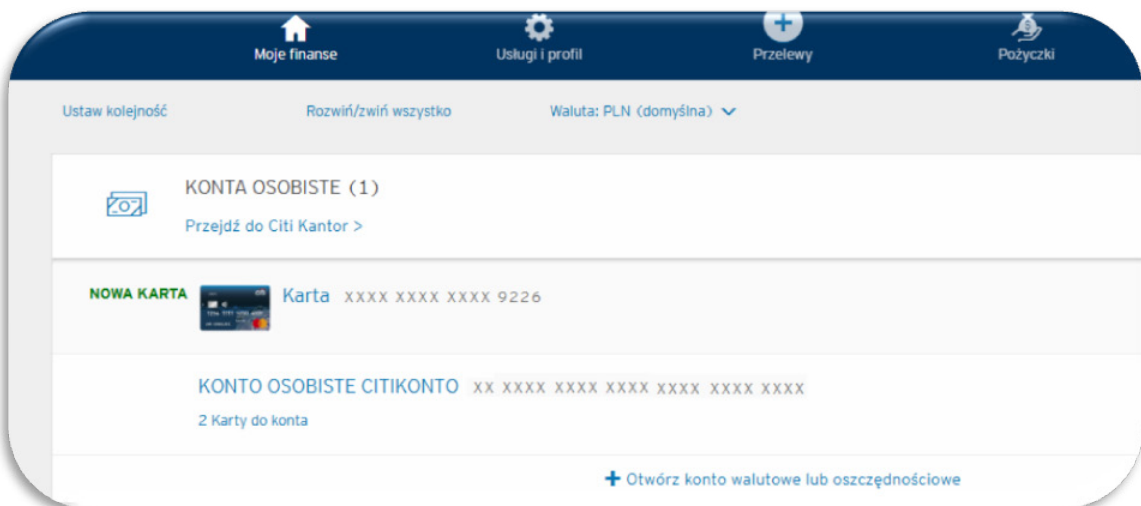 Moje finanse
Usługi i profil
Przelewy
Pożyczki
Ustaw kolejność
Rozwiń/zwiń wszystko
Waluta: PLN (domyślna)
KONTA OSOBISTE (1)
Przejdź do Citi Kantor >
NOWA KARTA
Karta XXXX XXXX XXXX 9226
KONTO OSOBISTE CITIKONTO XX XXXX XXXX XXXX XXXX XXXX XXXX
2 Karty do konta
+ Otwórz konto walutowe lub oszczędnościowe